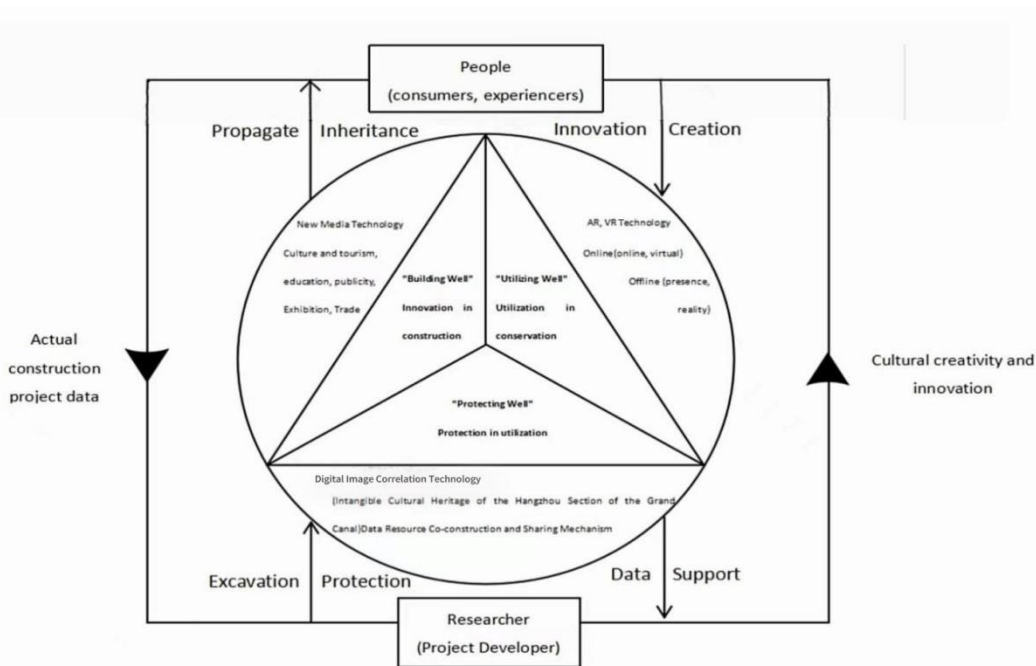 People
(consumers, experiencers)
Propagate Inheritance
Innovation Creation
New Media Technology
Culture and tourism,
education, publicity,
Exhibition, Trade
AR, VR Technology
Online(online, virtual)
Offline (presence,
reality)
"Building Well"
Innovation in
construction
"Utilizing Well"
Utilization in
conservation
Actual
construction
project data
Cultural creativity and
innovation
"Protecting Well"
Protection in utilization
Digital Image Correlation Technology
(Intangible Cultural Heritage of the Hangzhou Section of the Grand
Canal)Data Resource Co-construction and Sharing Mechanism
Excavation Protection
Data Support
Researcher
(Project Developer)